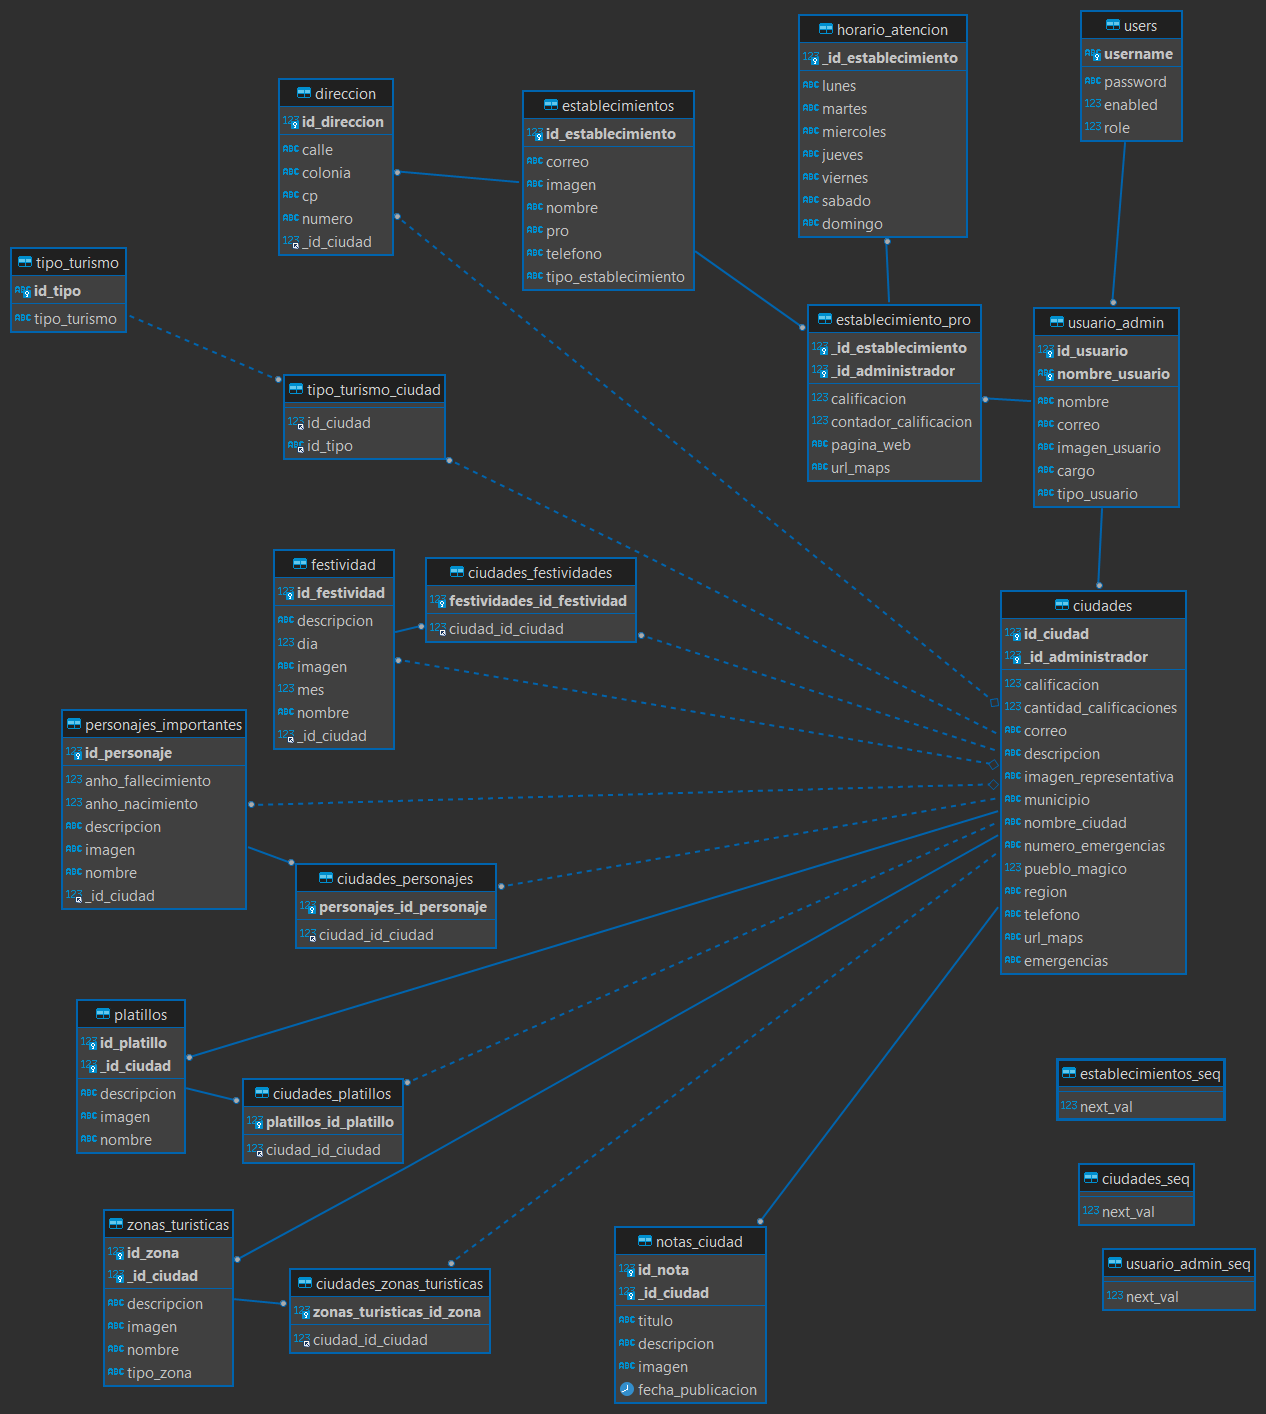 horario_atencion
_id_establecimiento
lunes
martes
miercoles
jueves
viernes
sabado
domingo
users
username
password
enabled
role
direccion
id_direccion
calle
colonia
cp
numero
_id_ciudad
establecimientos
id_establecimiento
correo
imagen
nombre
pro
telefono
tipo_establecimiento
tipo_turismo
id_tipo
tipo_turismo
establecimiento_pro
_id_establecimiento
_id_administrador
calificacion
contador_calificacion
pagina_web
url_maps
usuario_admin
id_usuario
nombre_usuario
nombre
correo
imagen_usuario
cargo
tipo_usuario
tipo_turismo_ciudad
id_ciudad
id_tipo
festividad
id_festividad
descripcion
dia
imagen
mes
nombre
_id_ciudad
ciudades_festividades
festividades_id_festividad
ciudad_id_ciudad
ciudades
id_ciudad
_id_administrador
calificacion
cantidad_calificaciones
correo
descripcion
imagen_representativa
municipio
nombre_ciudad
numero_emergencias
pueblo_magico
region
telefono
url_maps
emergencias
personajes_importantes
id_personaje
anho_fallecimiento
anho_nacimiento
descripcion
imagen
nombre
_id_ciudad
ciudades_personajes
personajes_id_personaje
ciudad_id_ciudad
platillos
id_platillo
_id_ciudad
descripcion
imagen
nombre
ciudades_platillos
platillos_id_platillo
ciudad_id_ciudad
establecimientos_seq
next_val
ciudades_seq
next_val
zonas_turisticas
id_zona
_id_ciudad
descripcion
imagen
nombre
tipo_zona
ciudades_zonas_turisticas
zonas_turisticas_id_zona
ciudad_id_ciudad
notas_ciudad
id_nota
_id_ciudad
titulo
descripcion
imagen
fecha_publicacion
usuario_admin_seq
next_val